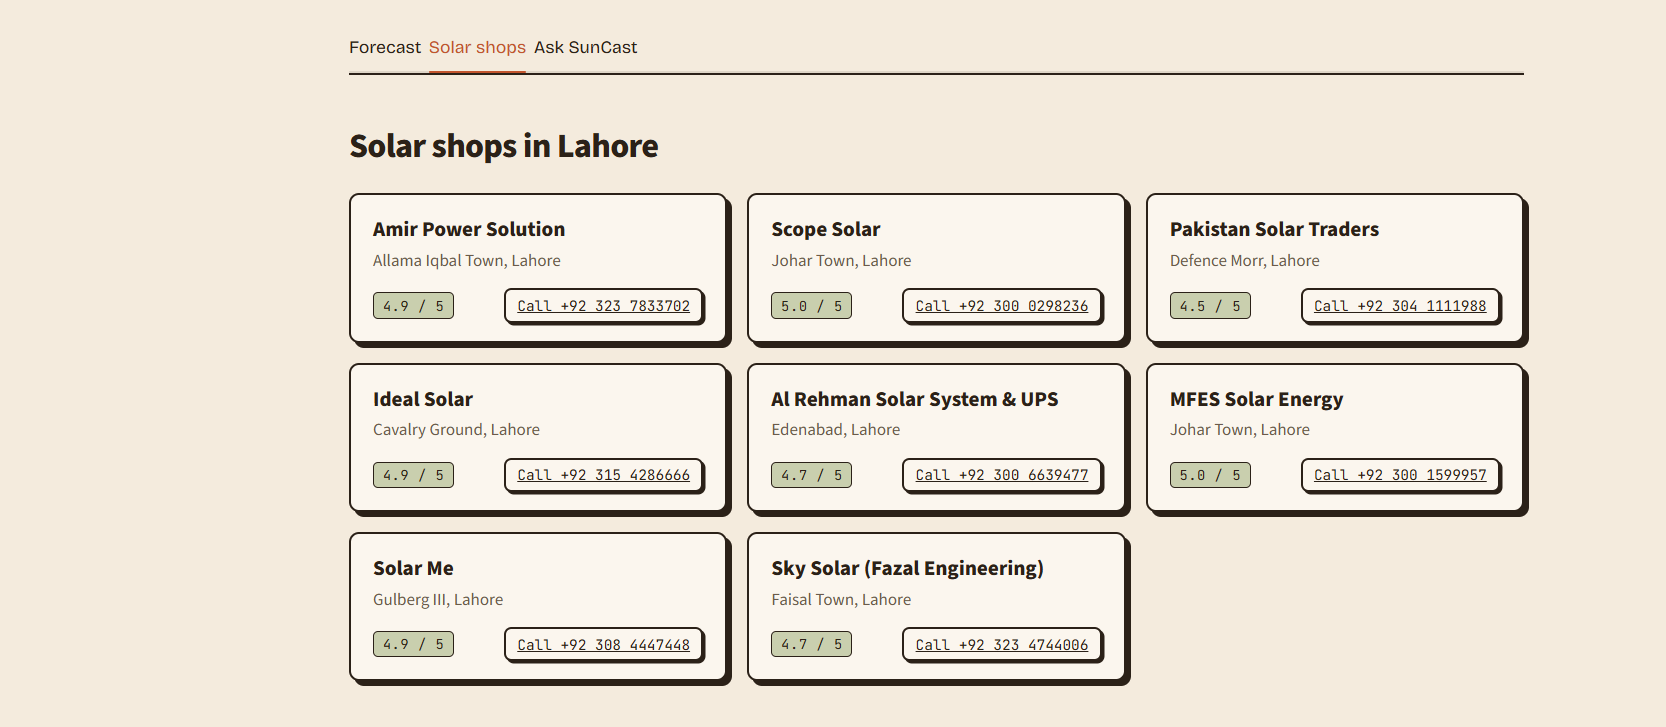 Forecast Solar shops Ask SunCast
Solar shops in Lahore
Amir Power Solution
Allama Iqbal Town, Lahore
4.9 / 5 Call +92 323 7833702
Scope Solar
Johar Town, Lahore
5.0 / 5 Call +92 300 0298236
Pakistan Solar Traders
Defence Morr, Lahore
4.5 / 5 Call +92 304 1111988
Ideal Solar
Cavalry Ground, Lahore
4.9 / 5 Call +92 315 4286666
Al Rehman Solar System & UPS
Edenabad, Lahore
4.7 / 5 Call +92 300 6639477
MFES Solar Energy
Johar Town, Lahore
5.0 / 5 Call +92 300 1599957
Solar Me
Gulberg III, Lahore
4.9 / 5 Call +92 308 4447448
Sky Solar (Fazal Engineering)
Faisal Town, Lahore
4.7 / 5 Call +92 323 4744006